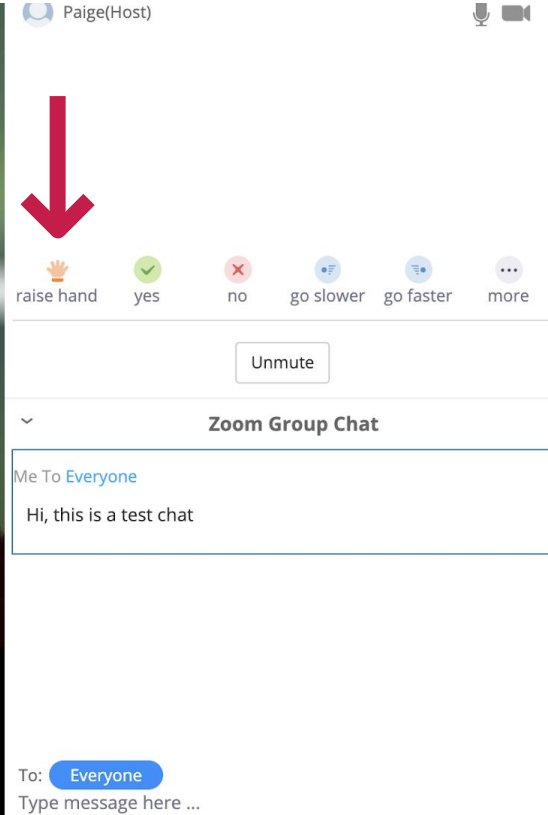 Paige(Host)
raise hand yes no go slower go faster more
Unmute
Zoom Group Chat
Me To Everyone
Hi, this is a test chat
To: Everyone
Type message here ...